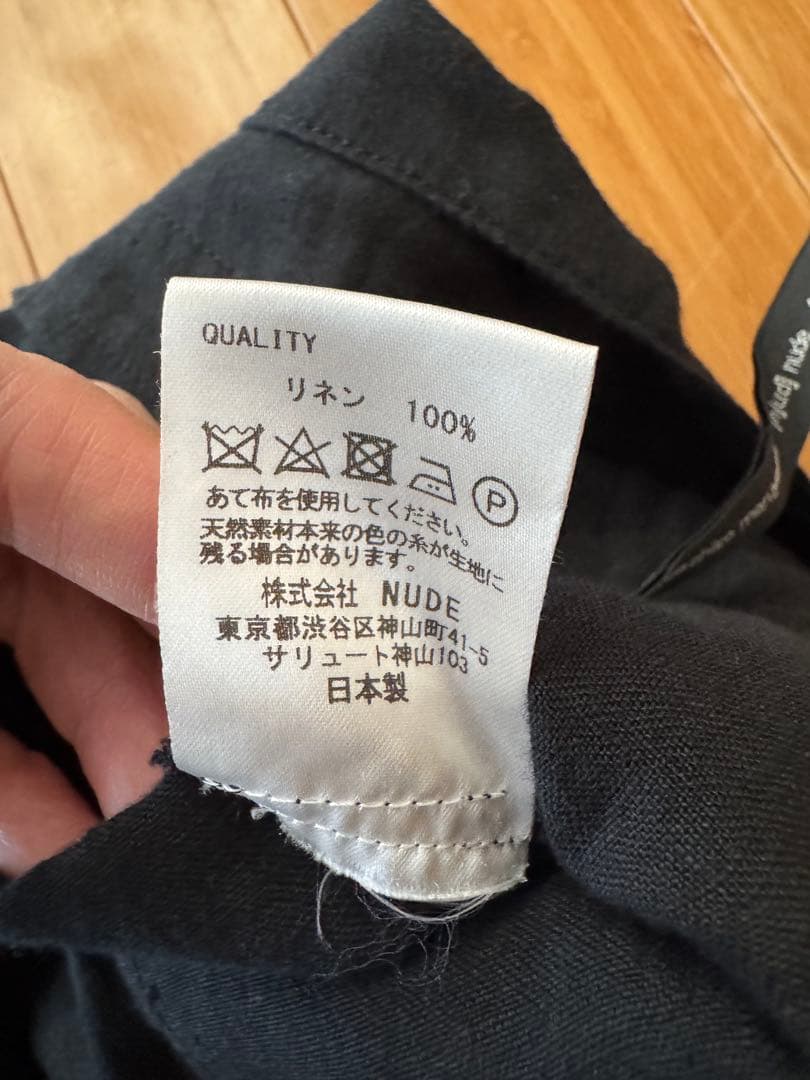 QUALITY
リネン 100%
P
あて布を使用してください。
天然素材本来の色の糸が生地に
残る場合があります。
株式会社 NUDE
東京都渋谷区神山町41-5
サリュート神山103
日本製
nude